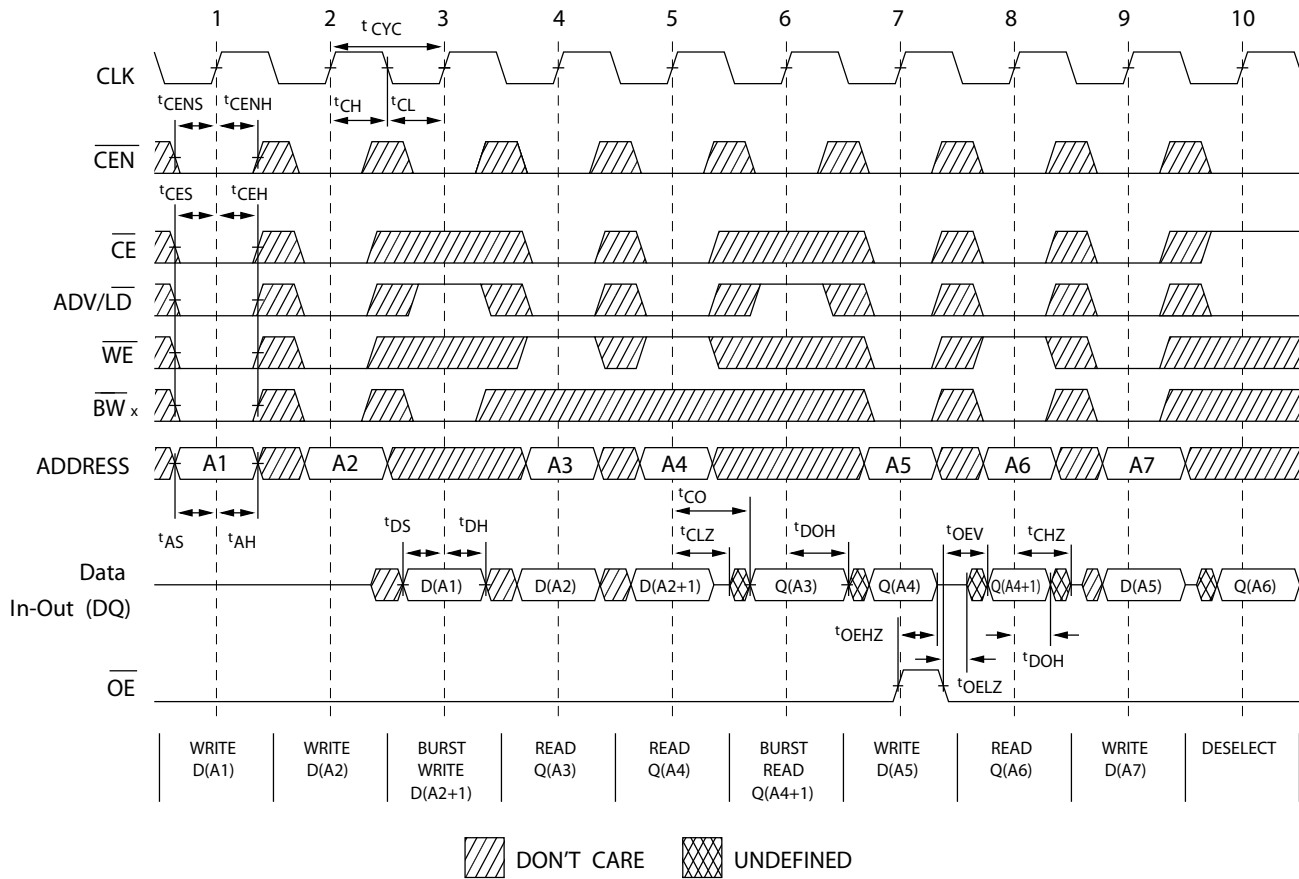 1 2 3 4 5 6 7 8 9 10
t CYC
CLK
tCENS tCENH tCH tCL
CEN
tCES tCEH
CE
ADV/LD
WE
BW x
ADDRESS A1 A2 A3 A4 A5 A6 A7
tCO
tAS tAH tDS tDH tCLZ tDOH tOEV tCHZ
Data
In-Out (DQ)
D(A1) D(A2) D(A2+1) Q(A3) Q(A4) Q(A4+1) D(A5) Q(A6)
tOEHZ tDOH
tOELZ
OE
WRITE D(A1)
WRITE D(A2)
BURST WRITE D(A2+1)
READ Q(A3)
READ Q(A4)
BURST READ Q(A4+1)
WRITE D(A5)
READ Q(A6)
WRITE D(A7)
DESELECT
DON'T CARE UNDEFINED